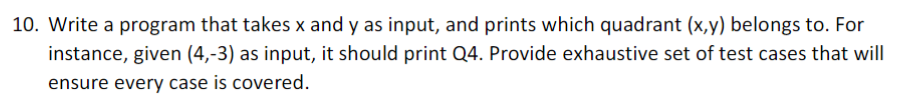 10. Write a program that takes x and y as input, and prints which quadrant (x,y) belongs to. For
instance, given (4,-3) as input, it should print Q4. Provide exhaustive set of test cases that will
ensure every case is covered.